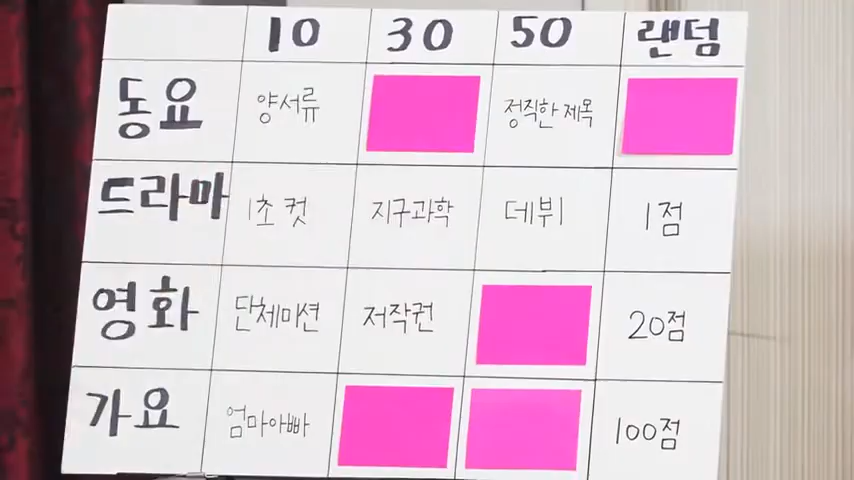 10 30 50 랜덤
동요 양서류 정직한 제목
드라마 1초 컷 지구과학 데뷔 1점
영화 단체미션 저작권 20점
가요 엄마아빠 100점